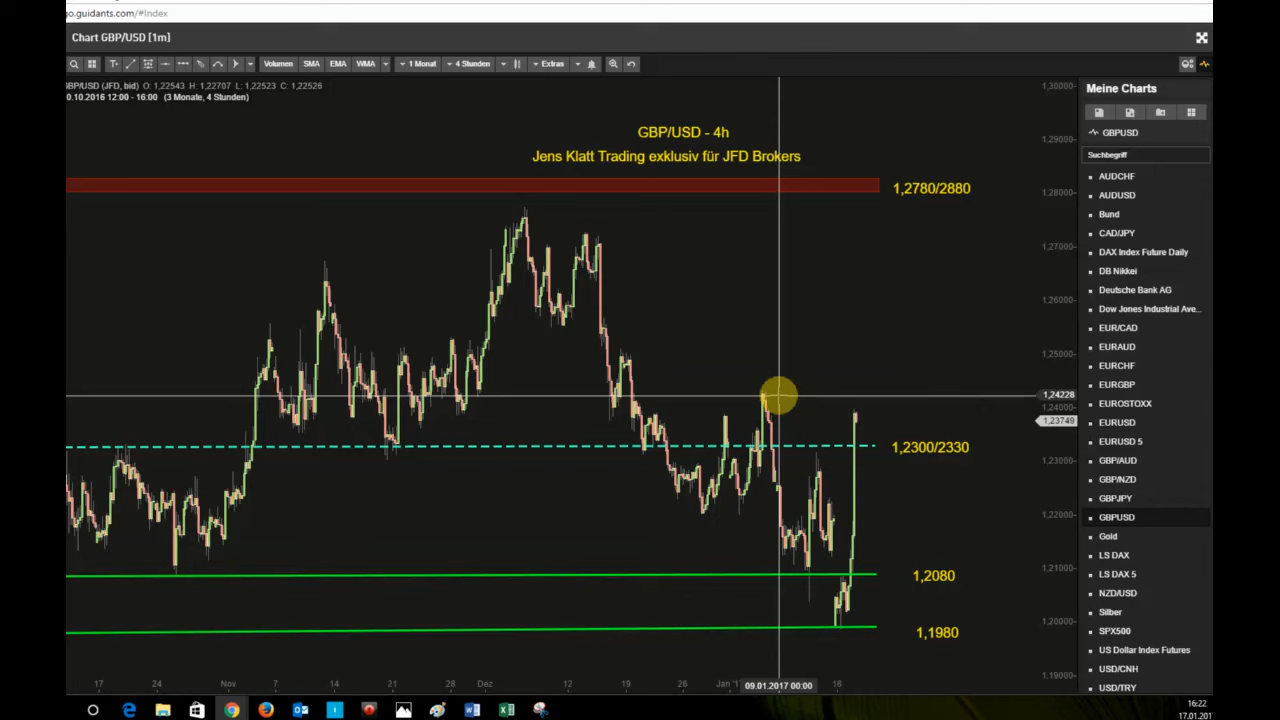 go.guidants.com/#Index
Chart GBP/USD [1m]
Volumen SMA EMA WMA 1 Monat 4 Stunden Extras
GBP/USD (JFD, bid) O: 1,22543 H: 1,22707 L: 1,22523 C: 1,22526
0.10.2016 12:00 - 16:00 (3 Monate, 4 Stunden)
GBP/USD - 4h
Jens Klatt Trading exklusiv für JFD Brokers
1,2780/2880
1,2300/2330
1,2080
1,1980
1,30000
1,29000
1,28000
1,27000
1,26000
1,25000
1,24228
1,24000
1,23749
1,23000
1,22000
1,21000
1,20000
1,19000
17 24 Nov 7 14 21 28 Dez 12 19 26 Jan '1 09.01.2017 00:00 16
Meine Charts
GBPUSD
Suchbegriff
AUDCHF
AUDUSD
Bund
CAD/JPY
DAX Index Future Daily
DB Nikkei
Deutsche Bank AG
Dow Jones Industrial Ave...
EUR/CAD
EURAUD
EURCHF
EURGBP
EUROSTOXX
EURUSD
EURUSD 5
GBP/AUD
GBP/NZD
GBPJPY
GBPUSD
Gold
LS DAX
LS DAX 5
NZD/USD
Silber
SPX500
US Dollar Index Futures
USD/CNH
USD/TRY
16:22
17.01.201